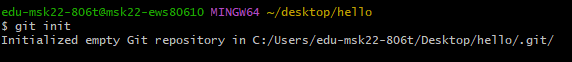 edu-msk22-806t@msk22-ews80610 MINGW64 ~/desktop/hello
$ git init
Initialized empty Git repository in C:/Users/edu-msk22-806t/Desktop/hello/.git/